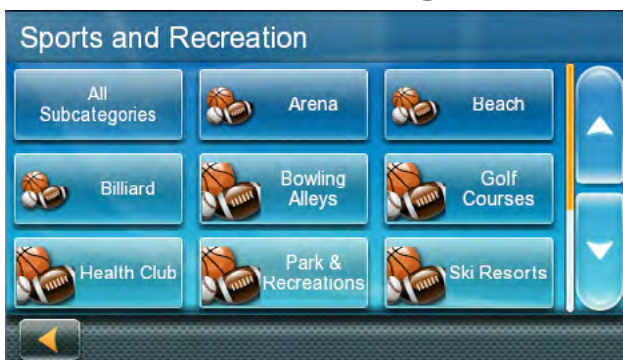 Sports and Recreation
All
Subcategories
Arena
Beach
Billiard
Bowling
Alleys
Golf
Courses
Health Club
Park &
Recreations
Ski Resorts